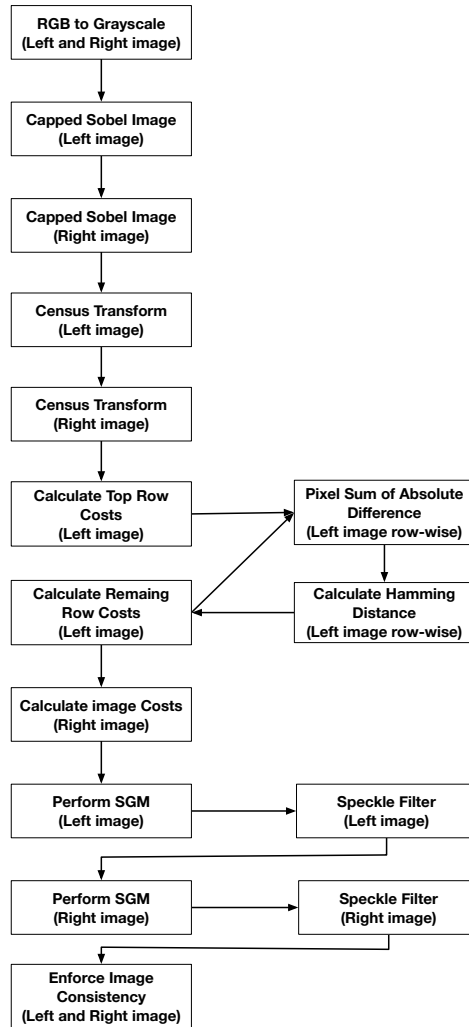 RGB to Grayscale
(Left and Right image)
Capped Sobel Image
(Left image)
Capped Sobel Image
(Right image)
Census Transform
(Left image)
Census Transform
(Right image)
Calculate Top Row
Costs
(Left image)
Pixel Sum of Absolute
Difference
(Left image row-wise)
Calculate Remaing
Row Costs
(Left image)
Calculate Hamming
Distance
(Left image row-wise)
Calculate image Costs
(Right image)
Perform SGM
(Left image)
Speckle Filter
(Left image)
Perform SGM
(Right image)
Speckle Filter
(Right image)
Enforce Image
Consistency
(Left and Right image)